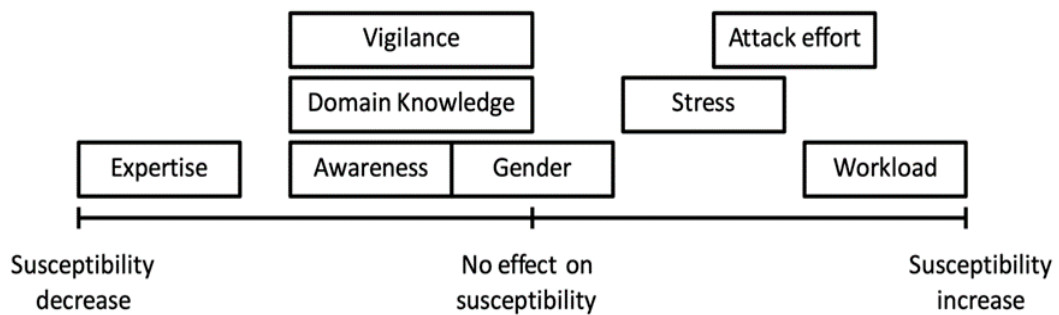 Vigilance
Attack effort
Domain Knowledge
Stress
Expertise
Awareness
Gender
Workload
Susceptibility
decrease
No effect on
susceptibility
Susceptibility
increase